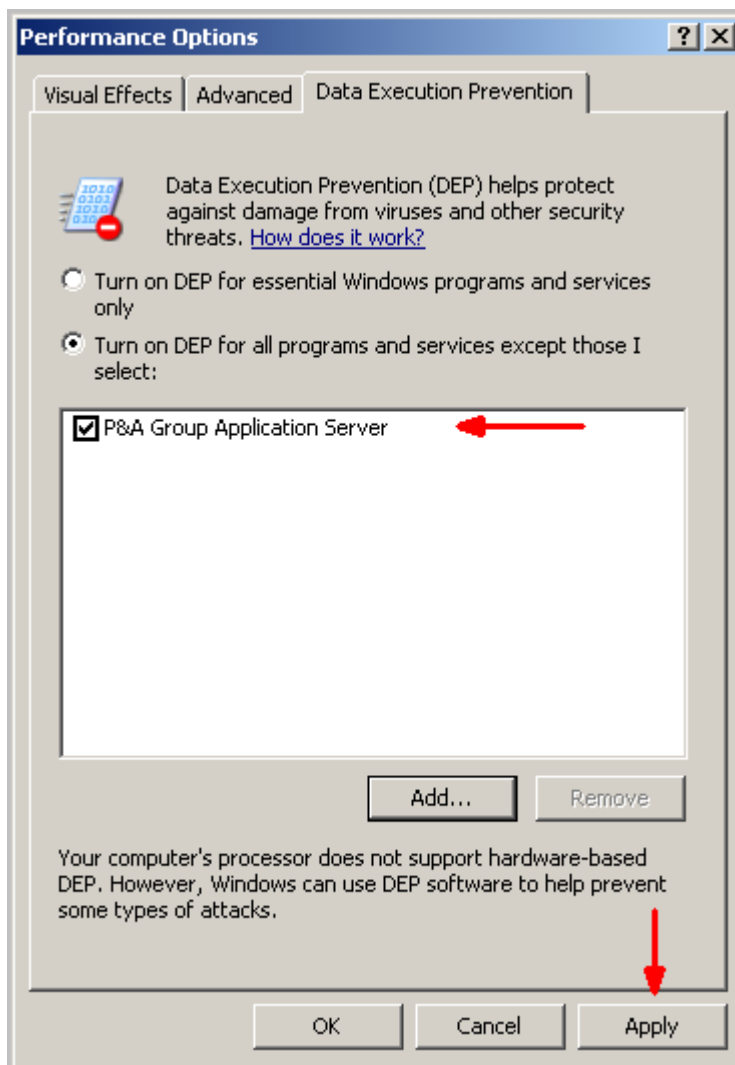 Performance Options
Visual Effects Advanced Data Execution Prevention
Data Execution Prevention (DEP) helps protect
against damage from viruses and other security
threats. How does it work?
Turn on DEP for essential Windows programs and services
only
Turn on DEP for all programs and services except those I
select:
P&A Group Application Server
Add... Remove
Your computer's processor does not support hardware-based
DEP. However, Windows can use DEP software to help prevent
some types of attacks.
OK Cancel Apply